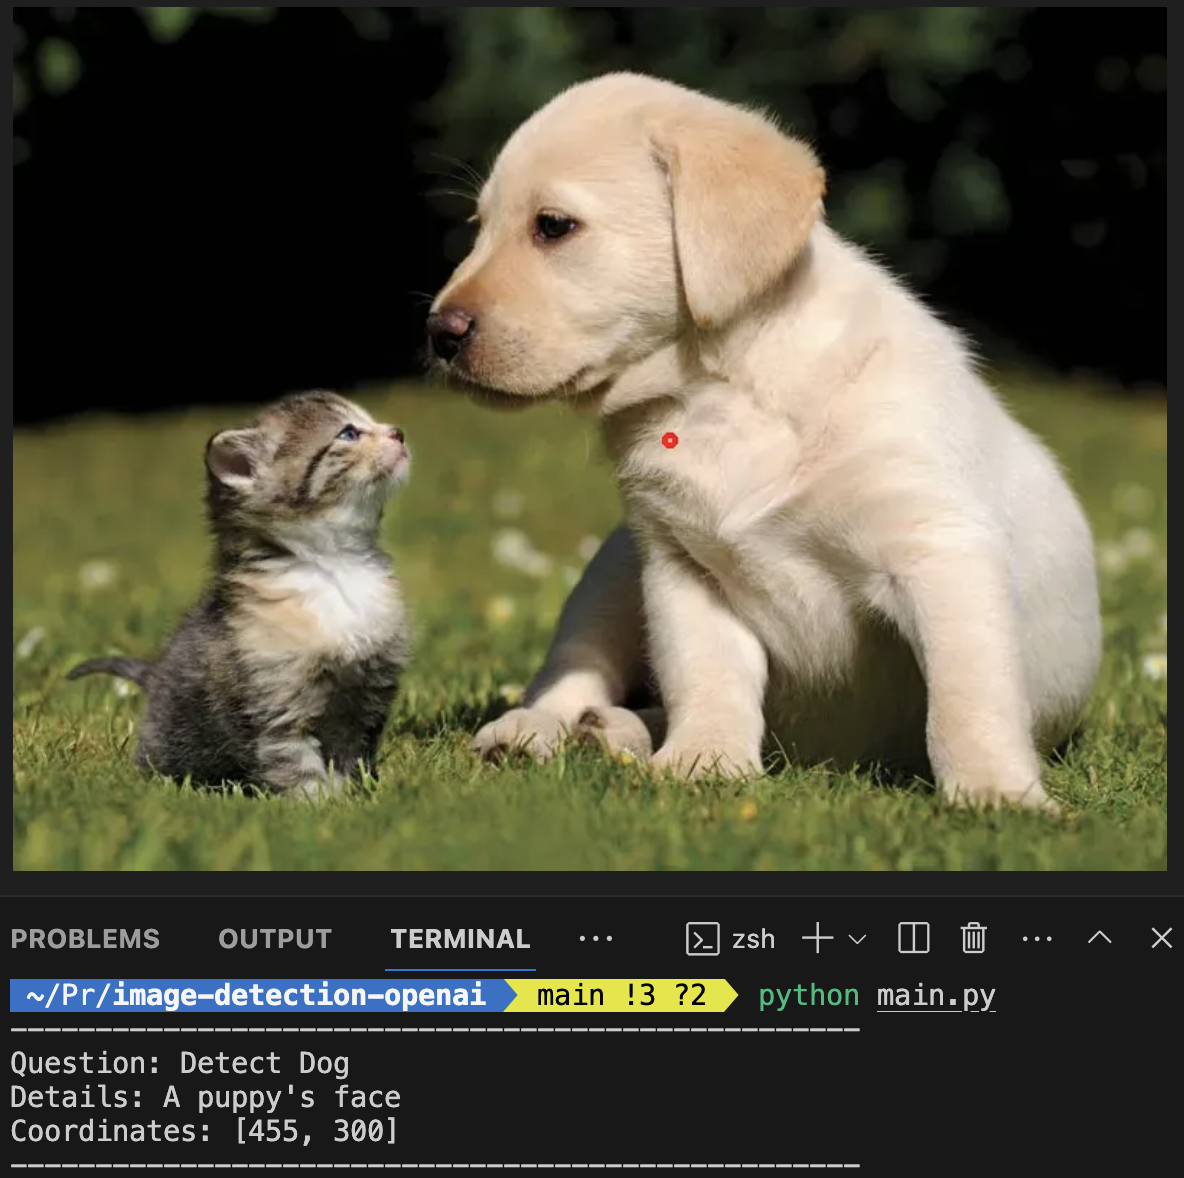 PROBLEMS OUTPUT TERMINAL ··· zsh
~/Pr/image-detection-openai main !3 ?2 python main.py
--------------------------------------------------
Question: Detect Dog
Details: A puppy's face
Coordinates: [455, 300]
--------------------------------------------------